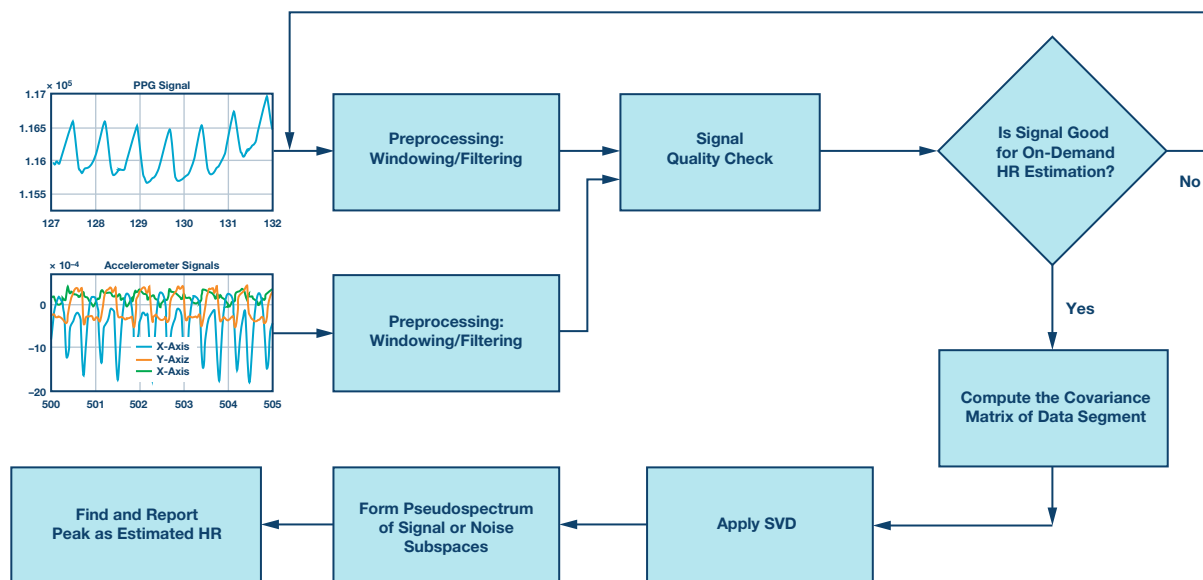 PPG Signal
× 10⁵
1.17
1.165
1.16
1.155
127 128 129 130 131 132
Preprocessing:
Windowing/Filtering
Signal
Quality Check
Is Signal Good
for On-Demand
HR Estimation?
No
Accelerometer Signals
× 10⁻⁴
0
–10
–20
X-Axis
Y-Axiz
X-Axis
500 501 502 503 504 505
Preprocessing:
Windowing/Filtering
Yes
Compute the Covariance
Matrix of Data Segment
Find and Report
Peak as Estimated HR
Form Pseudospectrum
of Signal or Noise
Subspaces
Apply SVD